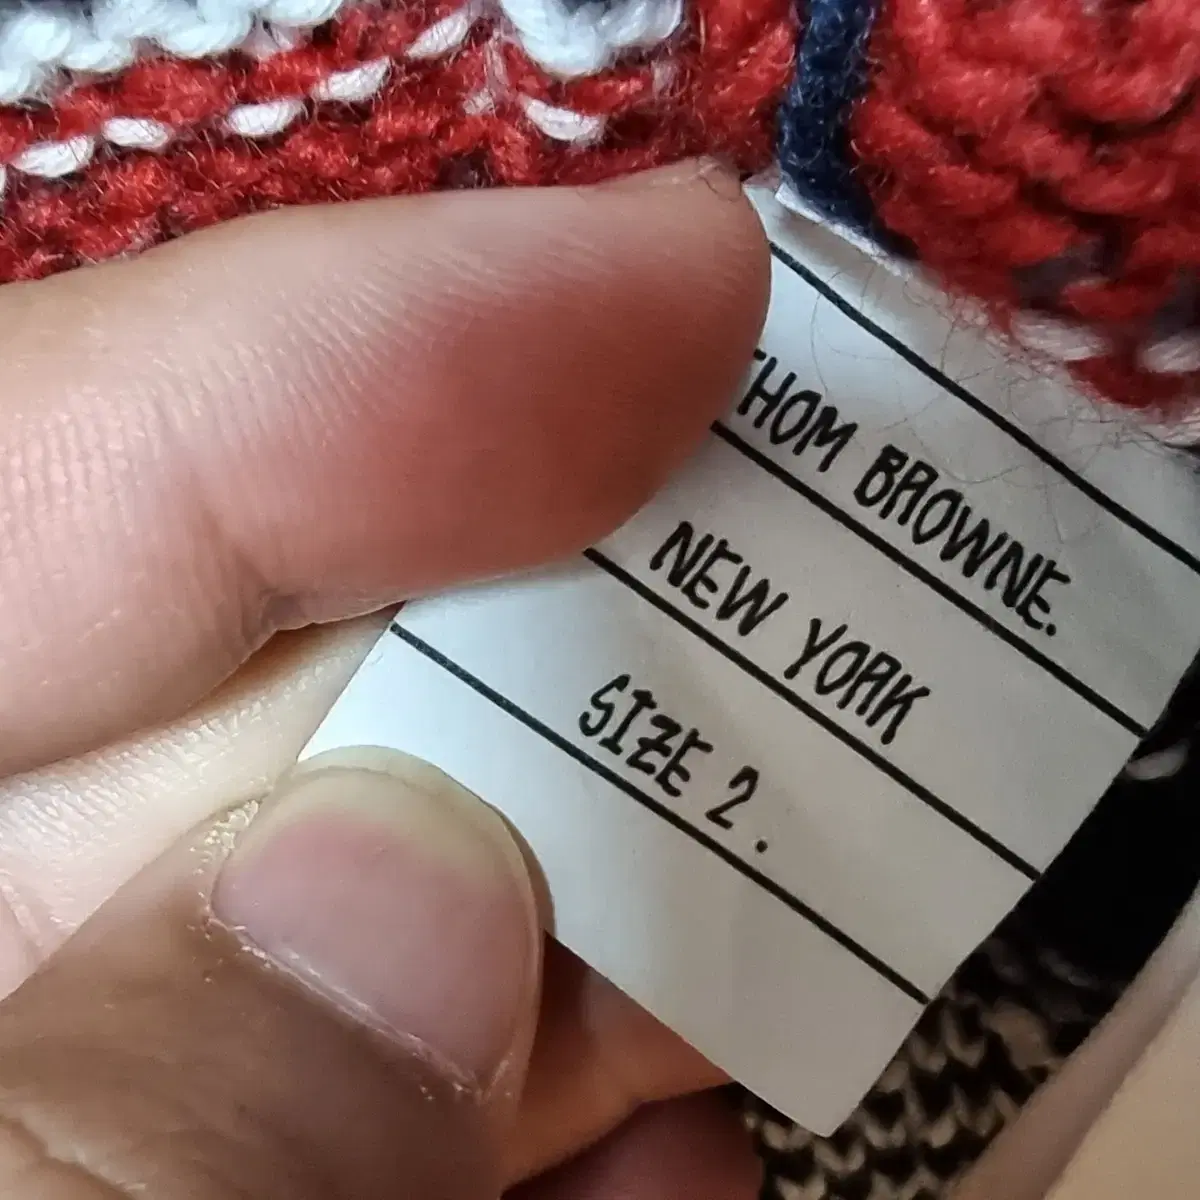 THOM BROWNE.
NEW YORK
SIZE 2.